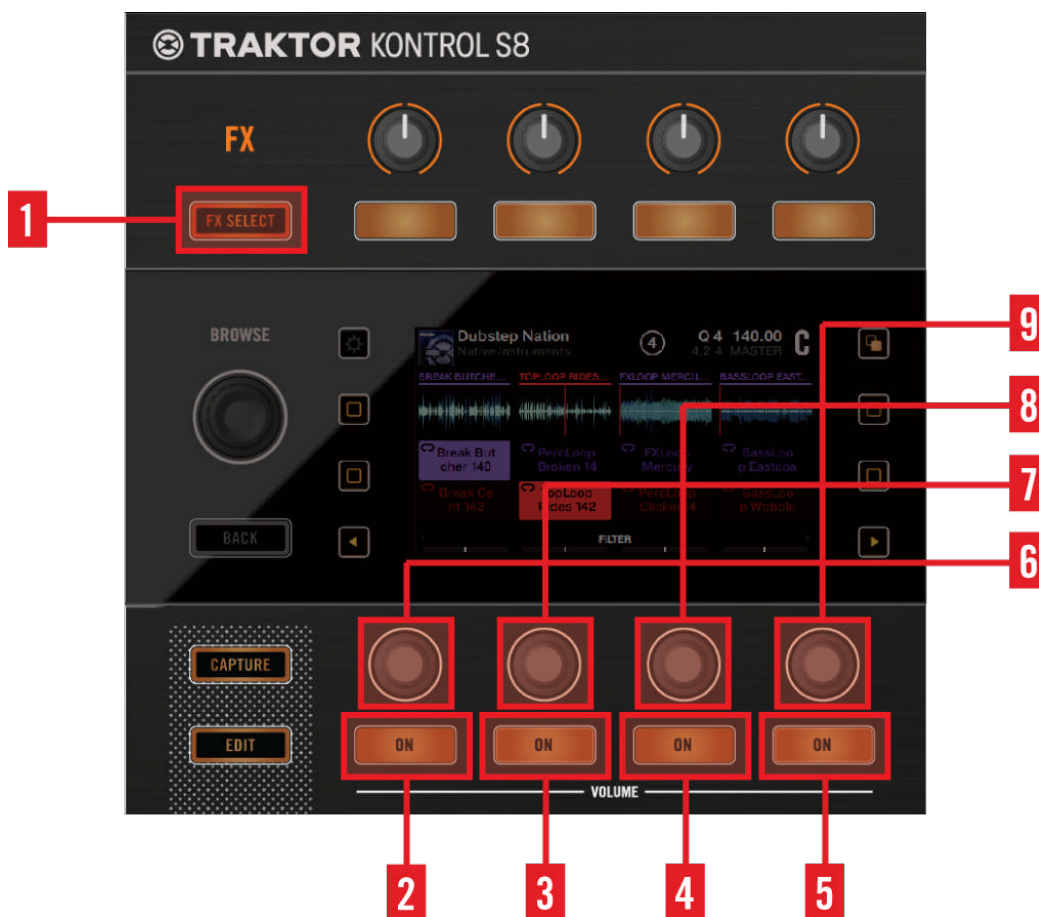 TRAKTOR KONTROL S8
FX
1
FX SELECT
9
BROWSE
Dubstep Nation
4
Q 4 140.00 C
Native Instruments
4.2.4 MASTER
BREAK BUTCHE...
TOPLOOP RIDES...
FXLOOP MERCU...
BASSLOOP EAST...
8
Break But
cher 140
PercLoop
Broken 14
FXLoop
Mercury
BassLoo
p Eastcoa
7
Break Ce
nt 142
TopLoop
Rides 142
PercLoop
BassLoo
p Wobble
BACK
FILTER
6
CAPTURE
EDIT
ON
ON
ON
ON
VOLUME
2
3
4
5